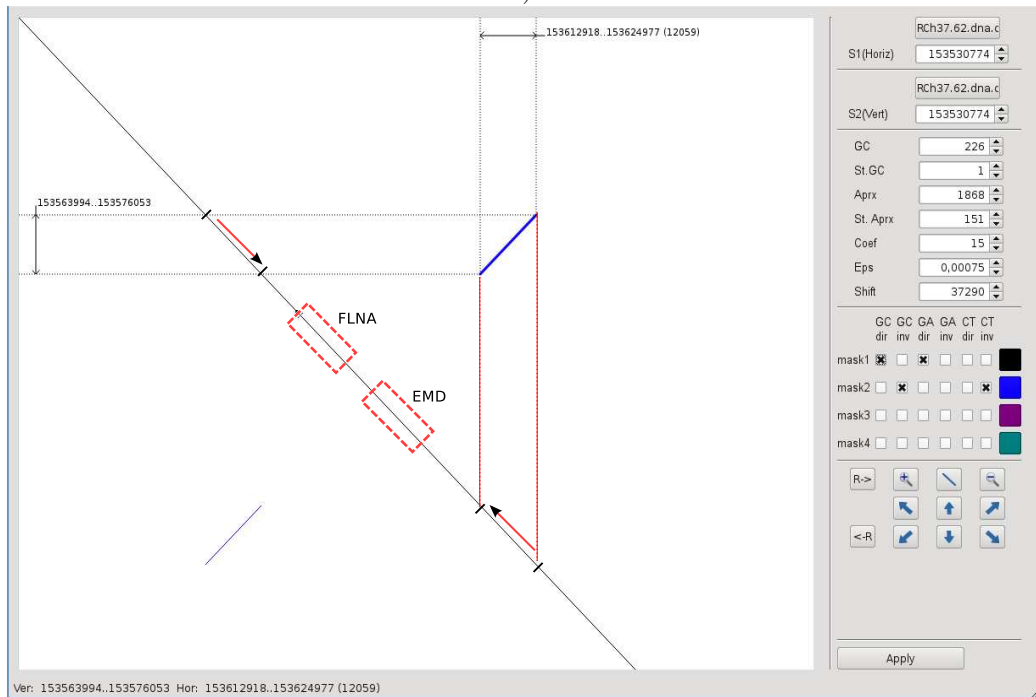 153612918..153624977 (12059)
153563994..153576053
FLNA
EMD
RCh37.62.dna.c
S1(Horiz) 153530774
RCh37.62.dna.c
S2(Vert) 153530774
GC 226
St.GC 1
Aprx 1868
St. Aprx 151
Coef 15
Eps 0,00075
Shift 37290
GC GC GA GA CT CT
dir inv dir inv dir inv
mask1
mask2
mask3
mask4
R->
<-R
Apply
Ver: 153563994..153576053 Hor: 153612918..153624977 (12059)